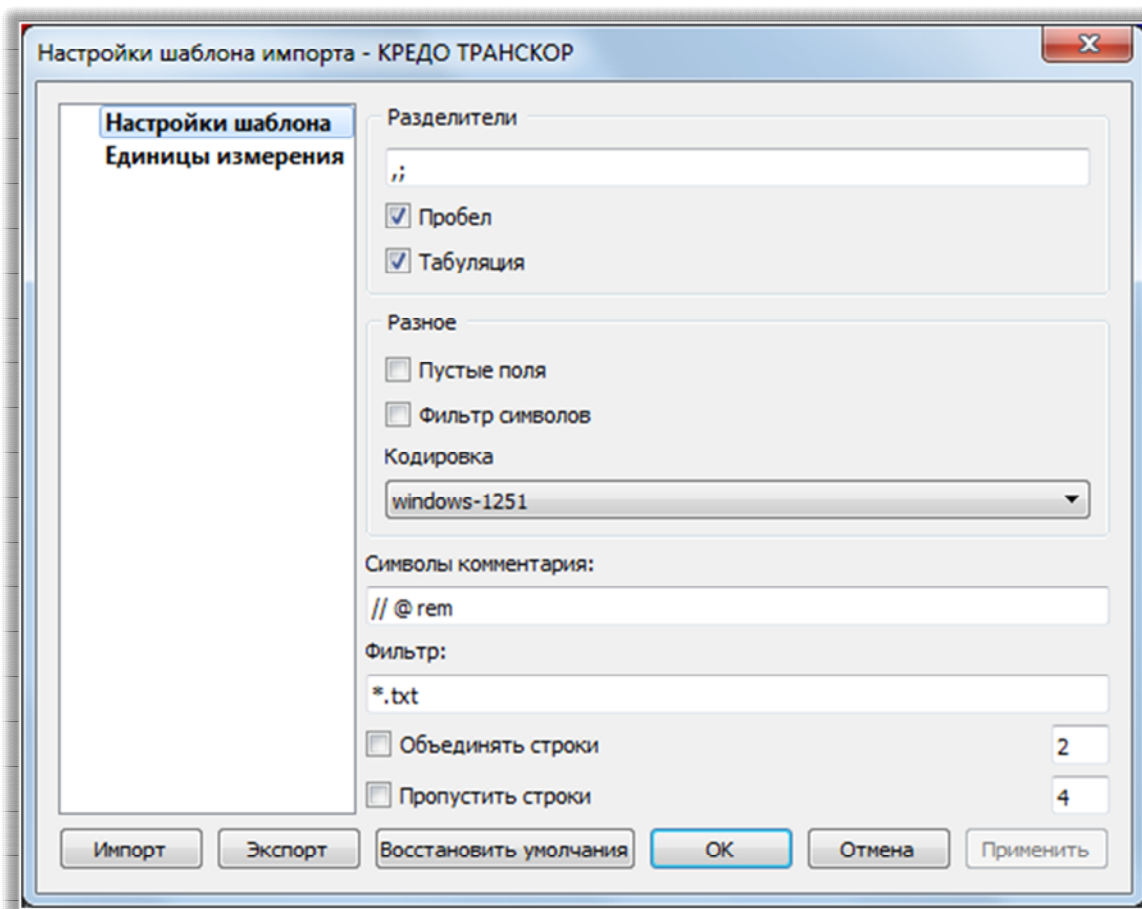 Настройки шаблона импорта - КРЕДО ТРАНСКОР
Настройки шаблона
Единицы измерения
Разделители
,;
Пробел
Табуляция
Разное
Пустые поля
Фильтр символов
Кодировка
windows-1251
Символы комментария:
// @ rem
Фильтр:
*.txt
Объединять строки 2
Пропустить строки 4
Импорт Экспорт Восстановить умолчания ОК Отмена Применить